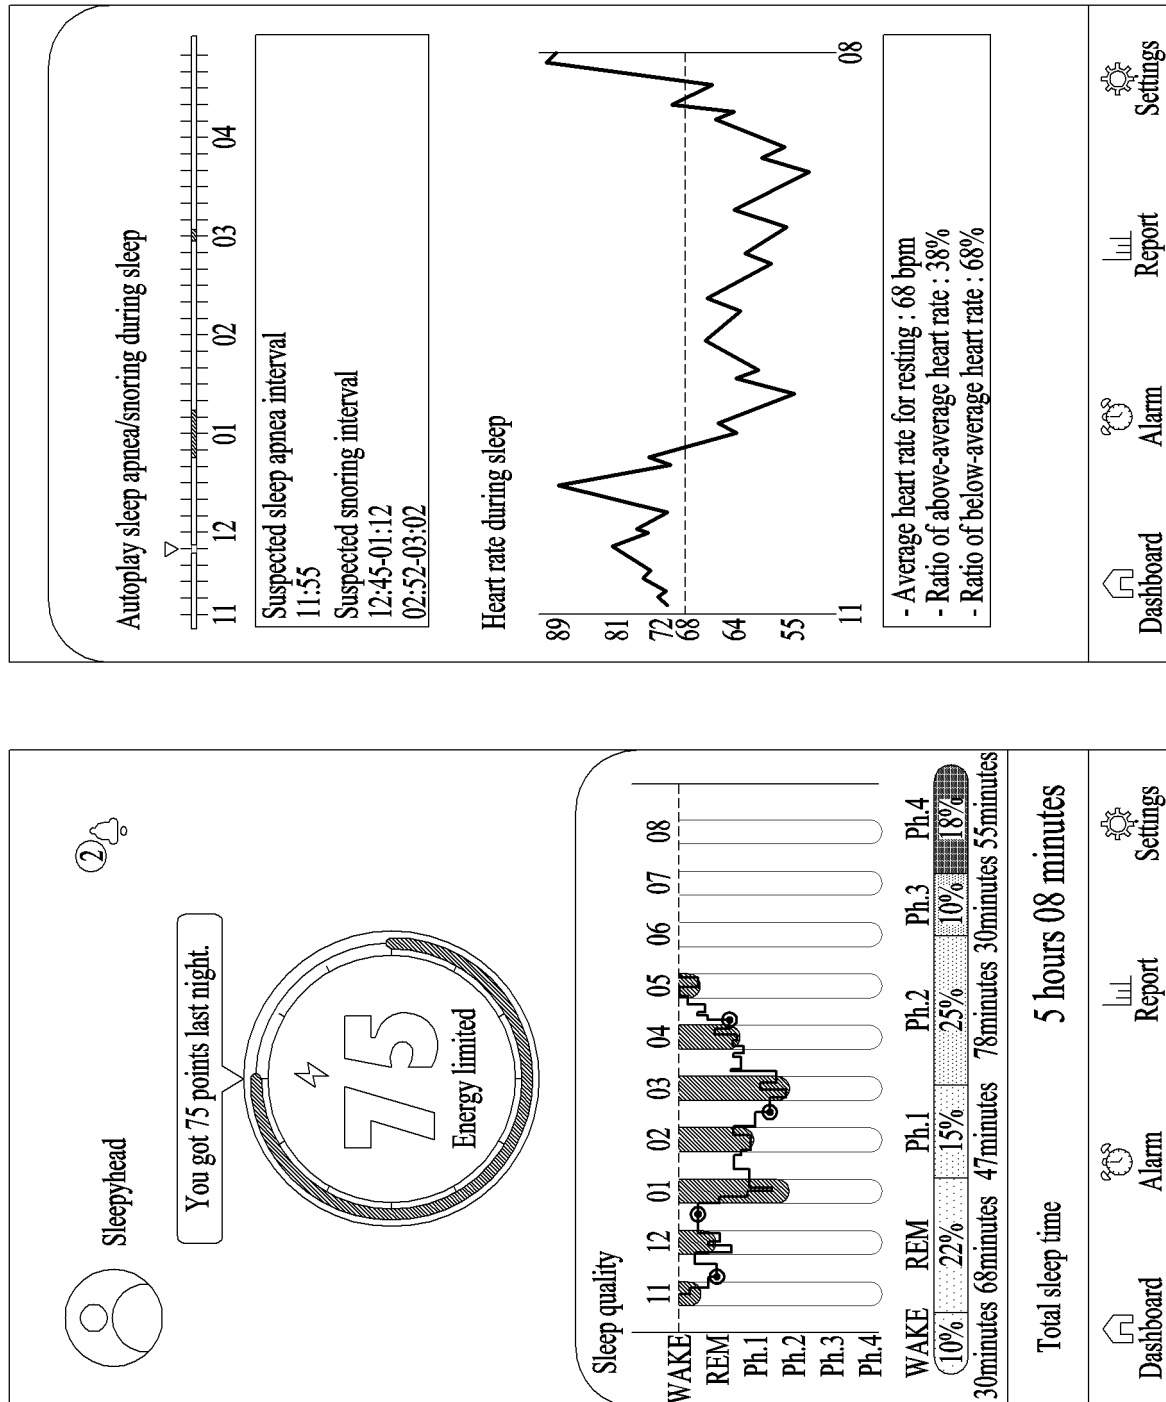 Sleepyhead
2
You got 75 points last night.
75
Energy limited
Sleep quality
11 12 01 02 03 04 05 06 07 08
WAKE
REM
Ph.1
Ph.2
Ph.3
Ph.4
WAKE REM Ph.1 Ph.2 Ph.3 Ph.4
10% 22% 15% 25% 10% 18%
30minutes 68minutes 47minutes 78minutes 30minutes 55minutes
Total sleep time 5 hours 08 minutes
Dashboard Alarm Report Settings
Autoplay sleep apnea/snoring during sleep
11 12 01 02 03 04
Suspected sleep apnea interval
11:55
Suspected snoring interval
12:45-01:12
02:52-03:02
Heart rate during sleep
89
81
72
68
64
55
11 08
- Average heart rate for resting : 68 bpm
- Ratio of above-average heart rate : 38%
- Ratio of below-average heart rate : 68%
Dashboard Alarm Report Settings